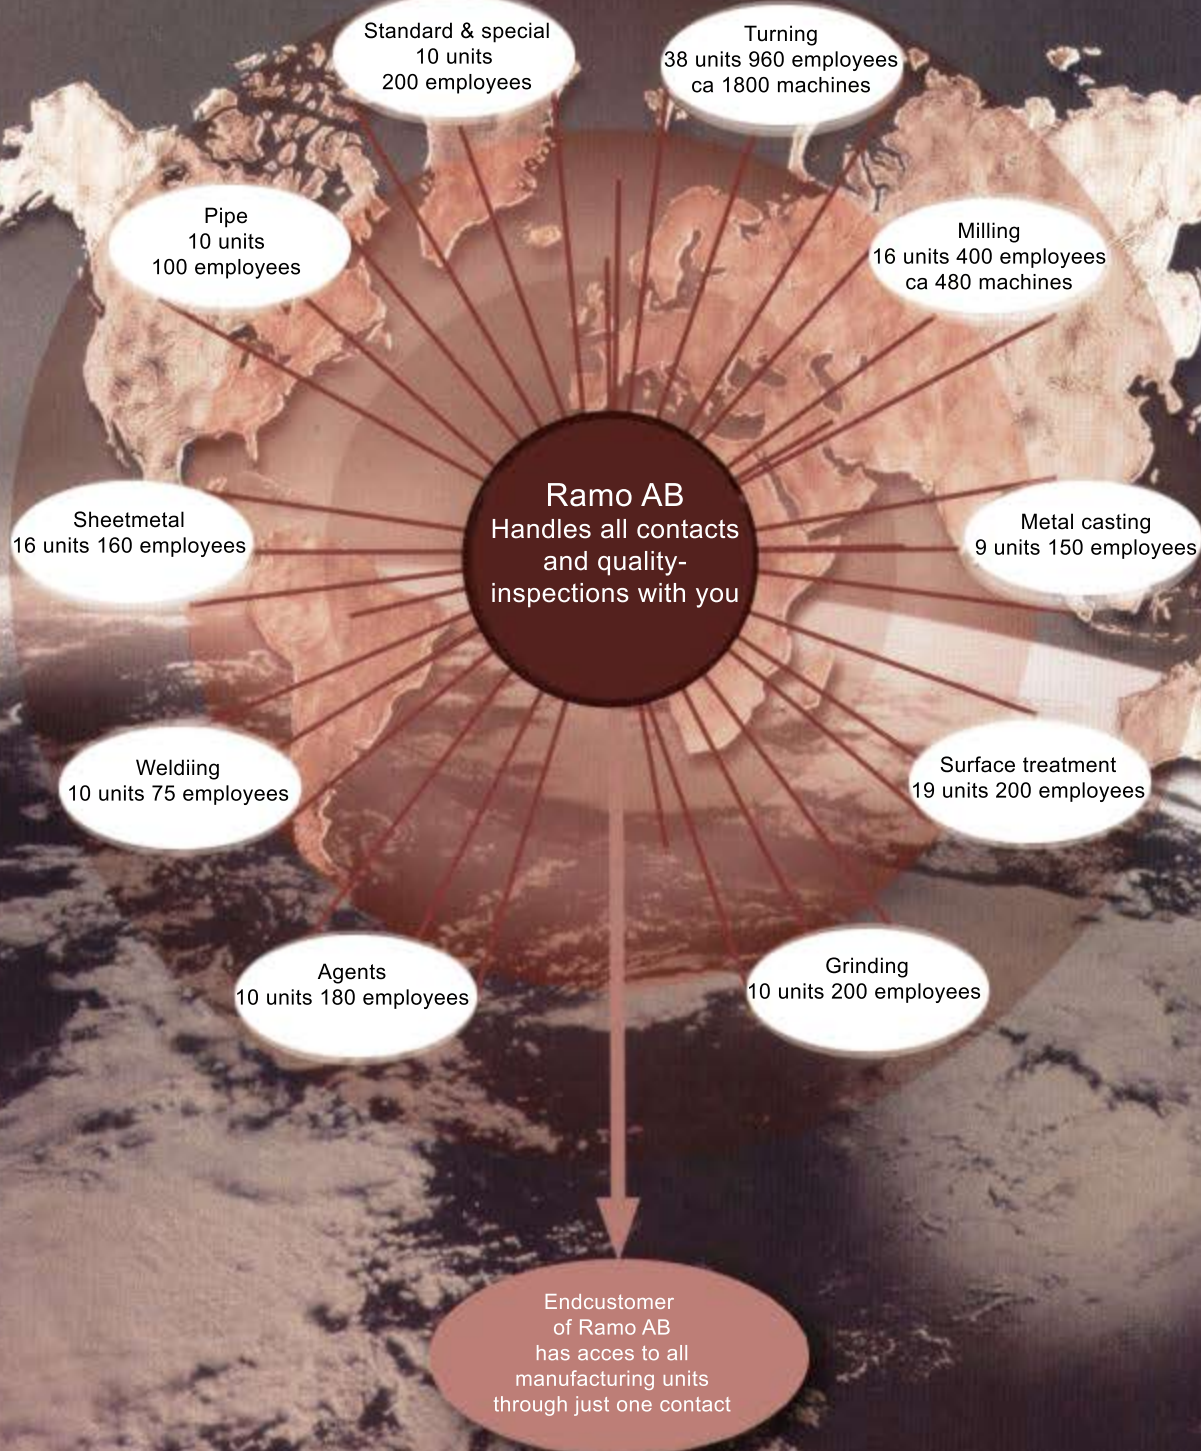 Standard & special
10 units
200 employees
Turning
38 units 960 employees
ca 1800 machines
Pipe
10 units
100 employees
Milling
16 units 400 employees
ca 480 machines
Ramo AB
Handles all contacts
and quality-
inspections with you
Sheetmetal
16 units 160 employees
Metal casting
9 units 150 employees
Weldiing
10 units 75 employees
Surface treatment
19 units 200 employees
Agents
10 units 180 employees
Grinding
10 units 200 employees
Endcustomer
of Ramo AB
has acces to all
manufacturing units
through just one contact